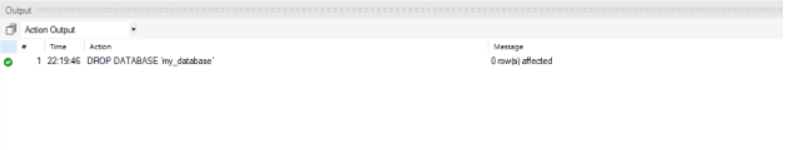 Output
Action Output
# Time Action Message
1 22:19:46 DROP DATABASE `my_database` 0 row(s) affected